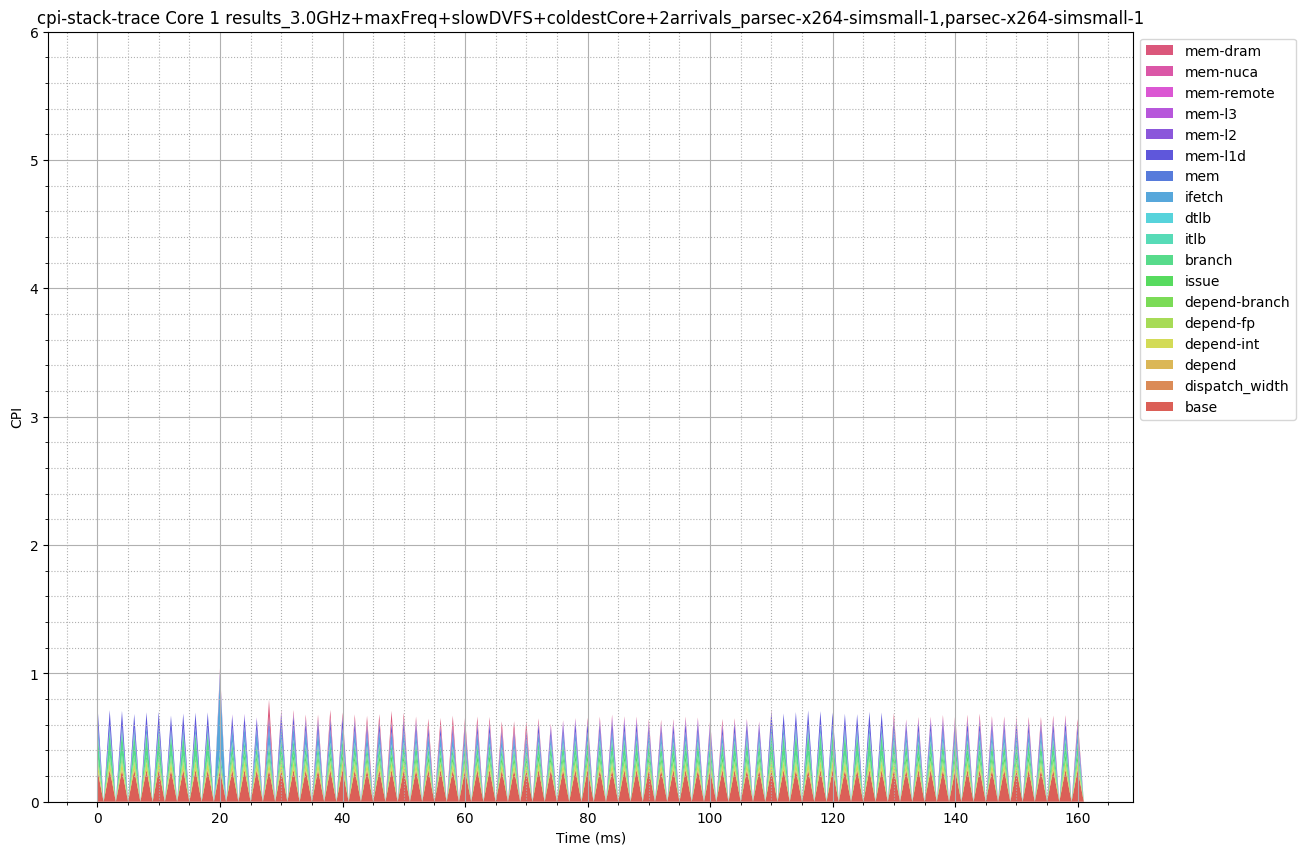 cpi-stack-trace Core 1 results_3.0GHz+maxFreq+slowDVFS+coldestCore+2arrivals_parsec-x264-simsmall-1,parsec-x264-simsmall-1
6
5
4
3
2
1
0
CPI
0
20
40
60
80
100
120
140
160
Time (ms)
mem-dram
mem-nuca
mem-remote
mem-l3
mem-l2
mem-l1d
mem
ifetch
dtlb
itlb
branch
issue
depend-branch
depend-fp
depend-int
depend
dispatch_width
base